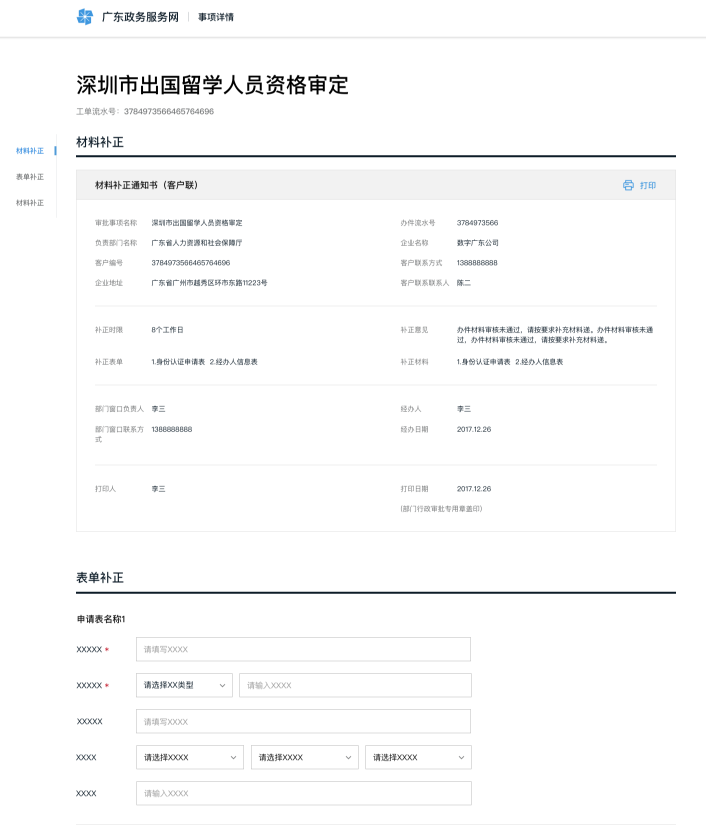 广东政务服务网 事项详情
深圳市出国留学人员资格审定
工单流水号：3784973566465764696
材料补正
表单补正
材料补正
材料补正
材料补正通知书（客户联） 打印
审批事项名称 深圳市出国留学人员资格审定 办件流水号 3784973566
负责部门名称 广东省人力资源和社会保障厅 企业名称 数字广东公司
客户编号 3784973566465764696 客户联系方式 1388888888
企业地址 广东省广州市越秀区环市东路11223号 客户联系联系人 陈二
补正时限 8个工作日 补正意见 办件材料审核未通过，请按要求补充材料递。办件材料审核未通
过，办件材料审核未通过，请按要求补充材料递。
补正表单 1.身份认证申请表 2.经办人信息表 补正材料 1.身份认证申请表 2.经办人信息表
部门窗口负责人 李三 经办人 李三
部门窗口联系方 1388888888 经办日期 2017.12.26
式
打印人 李三 打印日期 2017.12.26
(部门行政审批专用章盖印)
表单补正
申请表名称1
XXXXX * 请填写XXXX
XXXXX * 请选择XX类型 请输入XXXX
XXXXX 请填写XXXX
XXXX 请选择XXXX 请选择XXXX 请选择XXXX
XXXX 请输入XXXX